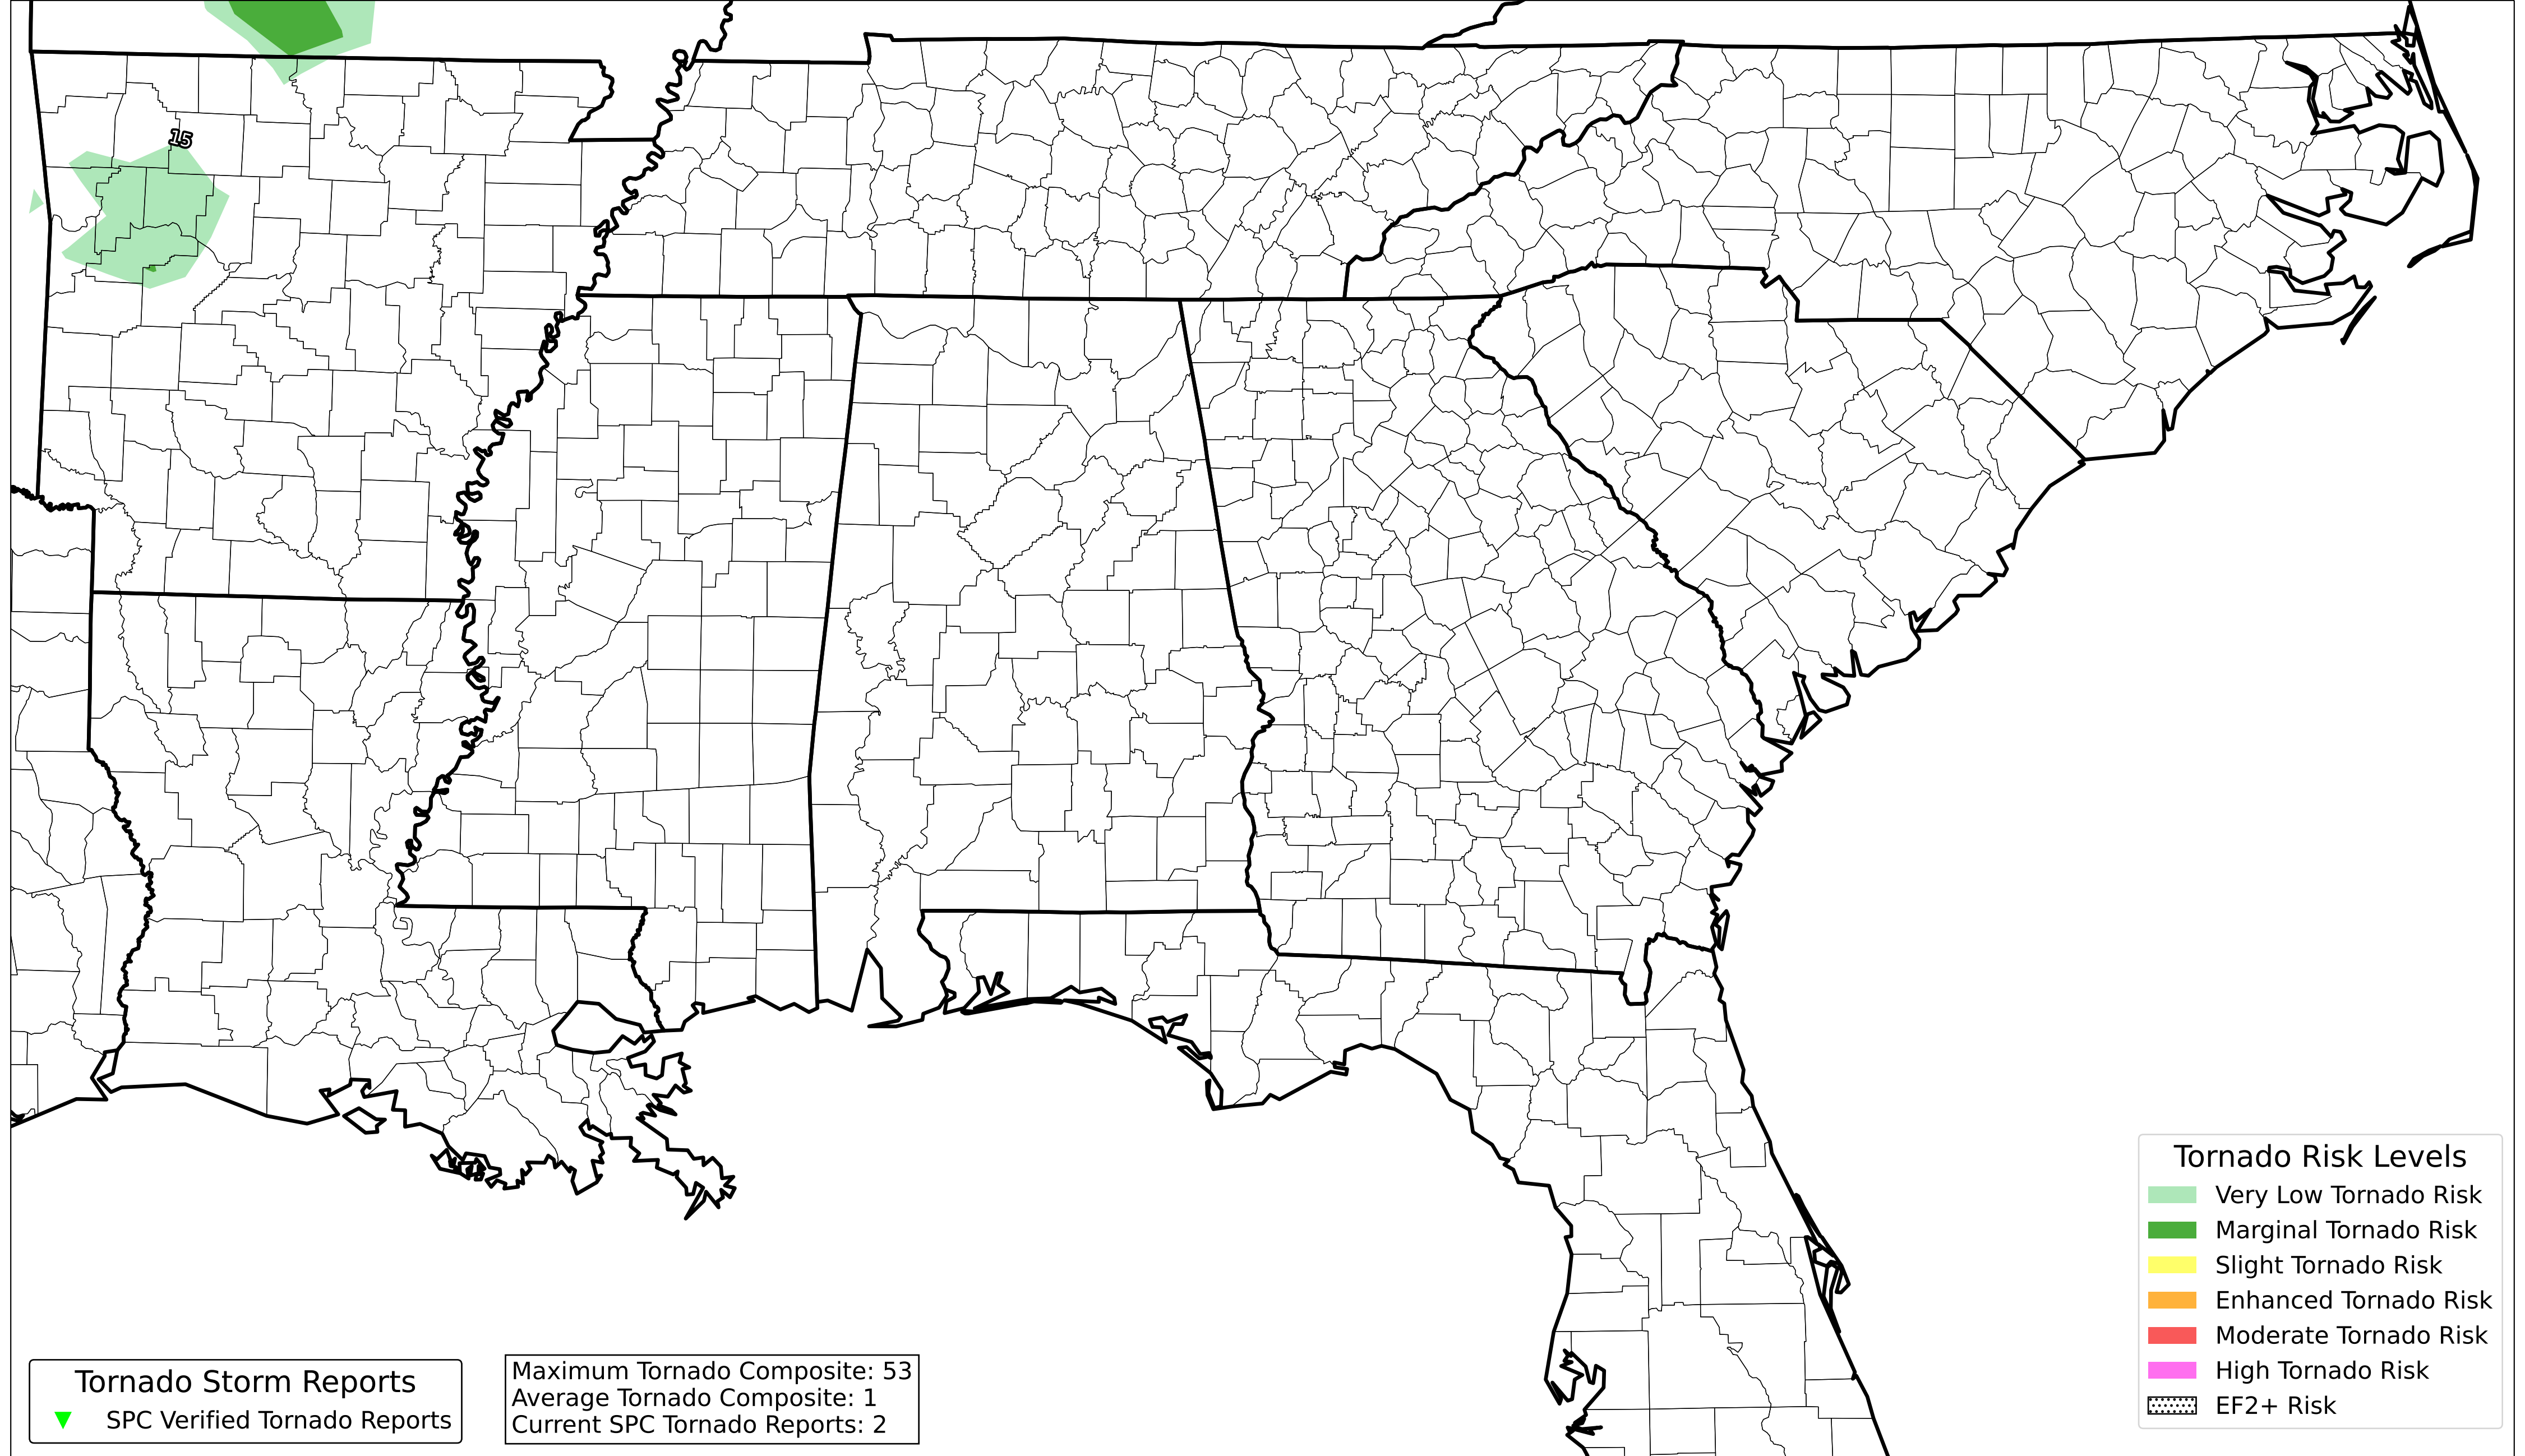 15
Tornado Risk Levels
Very Low Tornado Risk
Marginal Tornado Risk
Slight Tornado Risk
Enhanced Tornado Risk
Moderate Tornado Risk
High Tornado Risk
EF2+ Risk
Tornado Storm Reports
SPC Verified Tornado Reports
Maximum Tornado Composite: 53
Average Tornado Composite: 1
Current SPC Tornado Reports: 2